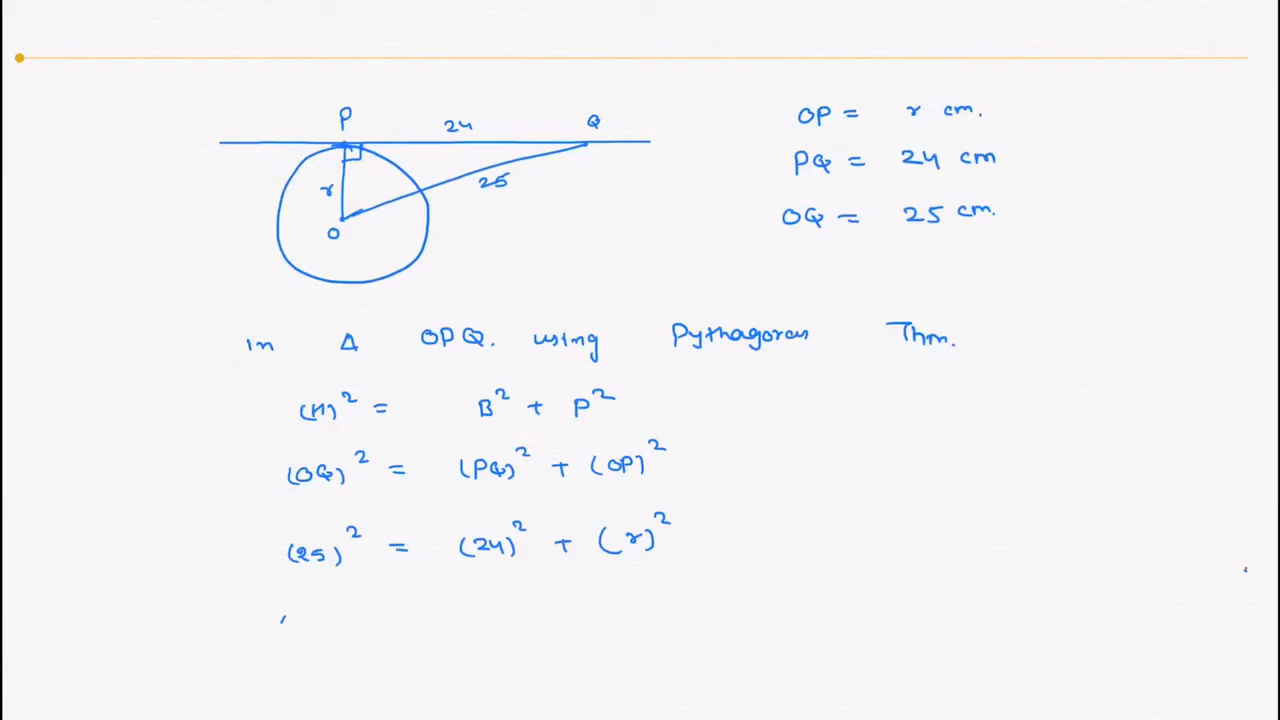 P 24 Q
r 25
O
OP = r cm.
PQ = 24 cm
OQ = 25 cm.
In Δ OPQ. using Pythagoras Thm.
(H)² = B² + P²
(OQ)² = (PQ)² + (OP)²
(25)² = (24)² + (r)²